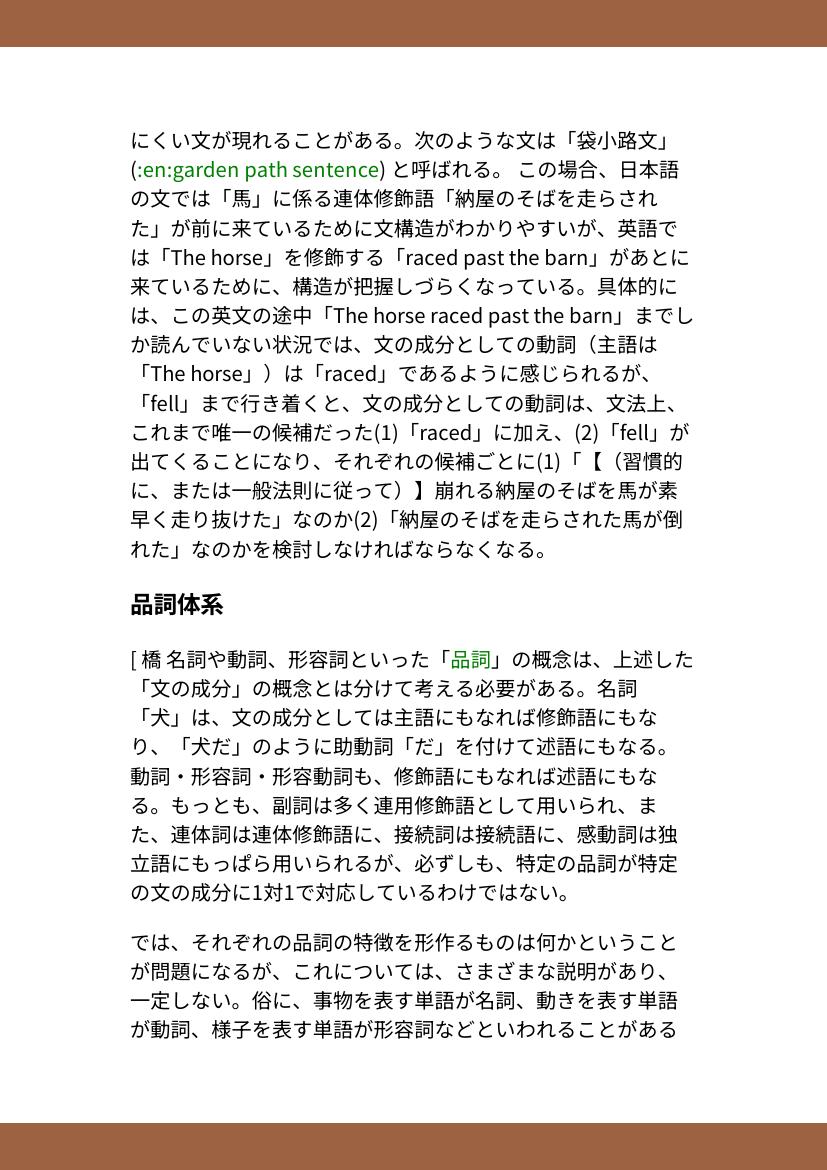 にくい文が現れることがある。次のような文は「袋小路文」
(:en:garden path sentence) と呼ばれる。 この場合、日本語
の文では「馬」に係る連体修飾語「納屋のそばを走らされ
た」が前に来ているために文構造がわかりやすいが、英語で
は「The horse」を修飾する「raced past the barn」があとに
来ているために、構造が把握しづらくなっている。具体的に
は、この英文の途中「The horse raced past the barn」までし
か読んでいない状況では、文の成分としての動詞（主語は
「The horse」）は「raced」であるように感じられるが、
「fell」まで行き着くと、文の成分としての動詞は、文法上、
これまで唯一の候補だった(1)「raced」に加え、(2)「fell」が
出てくることになり、それぞれの候補ごとに(1)「【（習慣的
に、または一般法則に従って）】崩れる納屋のそばを馬が素
早く走り抜けた」なのか(2)「納屋のそばを走らされた馬が倒
れた」なのかを検討しなければならなくなる。
品詞体系
[ 橋 名詞や動詞、形容詞といった「品詞」の概念は、上述した
「文の成分」の概念とは分けて考える必要がある。名詞
「犬」は、文の成分としては主語にもなれば修飾語にもな
り、「犬だ」のように助動詞「だ」を付けて述語にもなる。
動詞・形容詞・形容動詞も、修飾語にもなれば述語にもな
る。もっとも、副詞は多く連用修飾語として用いられ、ま
た、連体詞は連体修飾語に、接続詞は接続語に、感動詞は独
立語にもっぱら用いられるが、必ずしも、特定の品詞が特定
の文の成分に1対1で対応しているわけではない。
では、それぞれの品詞の特徴を形作るものは何かということ
が問題になるが、これについては、さまざまな説明があり、
一定しない。俗に、事物を表す単語が名詞、動きを表す単語
が動詞、様子を表す単語が形容詞などといわれることがある